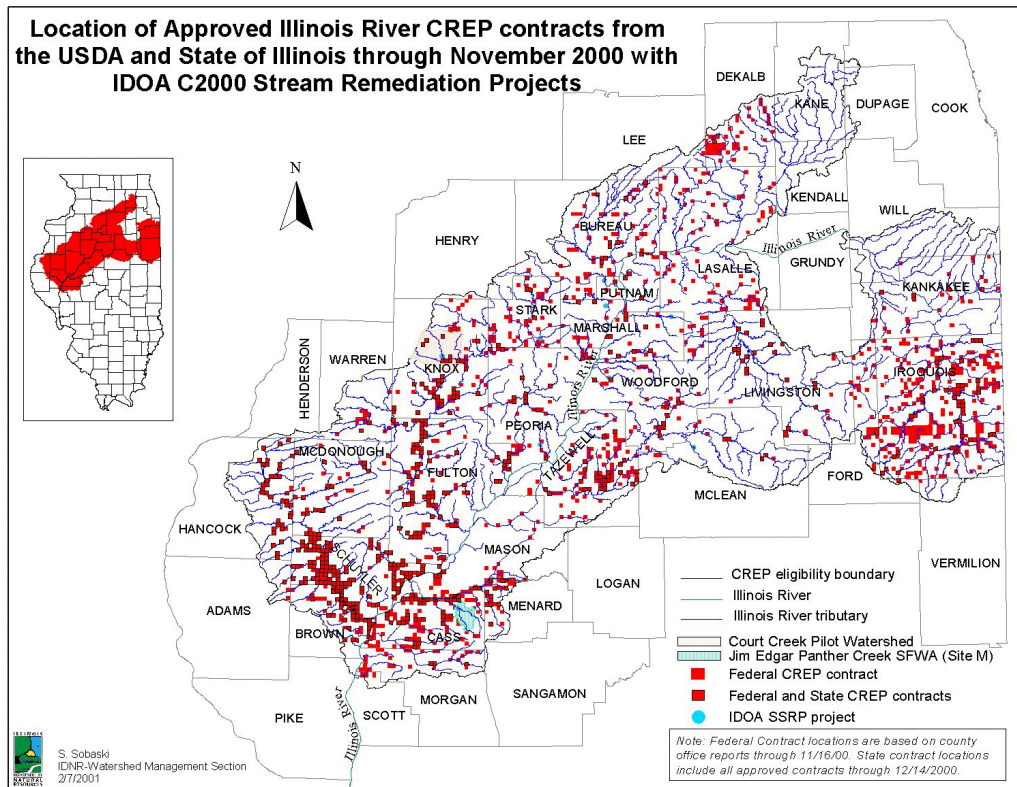 Location of Approved Illinois River CREP contracts from
the USDA and State of Illinois through November 2000 with
IDOA C2000 Stream Remediation Projects
DEKALB
KANE
DUPAGE
COOK
LEE
N
KENDALL
WILL
HENRY
BUREAU
Illinois River
GRUNDY
LASALLE
KANKAKEE
PUTNAM
STARK
MARSHALL
HENDERSON
WARREN
KNOX
Illinois River
WOODFORD
LIVINGSTON
IROQUOIS
PEORIA
TAZEWELL
MCDONOUGH
FULTON
FORD
MCLEAN
HANCOCK
MASON
SCHUYLER
LOGAN
VERMILION
ADAMS
MENARD
BROWN
CASS
MORGAN
SANGAMON
PIKE
SCOTT
Illinois River
CREP eligibility boundary
Illinois River
Illinois River tributary
Court Creek Pilot Watershed
Jim Edgar Panther Creek SFWA (Site M)
Federal CREP contract
Federal and State CREP contracts
IDOA SSRP project
Note: Federal Contract locations are based on county
office reports through 11/16/00. State contract locations
include all approved contracts through 12/14/2000.
ILLINOIS
DEPARTMENT OF
NATURAL
RESOURCES
S. Sobaski
IDNR-Watershed Management Section
2/7/2001